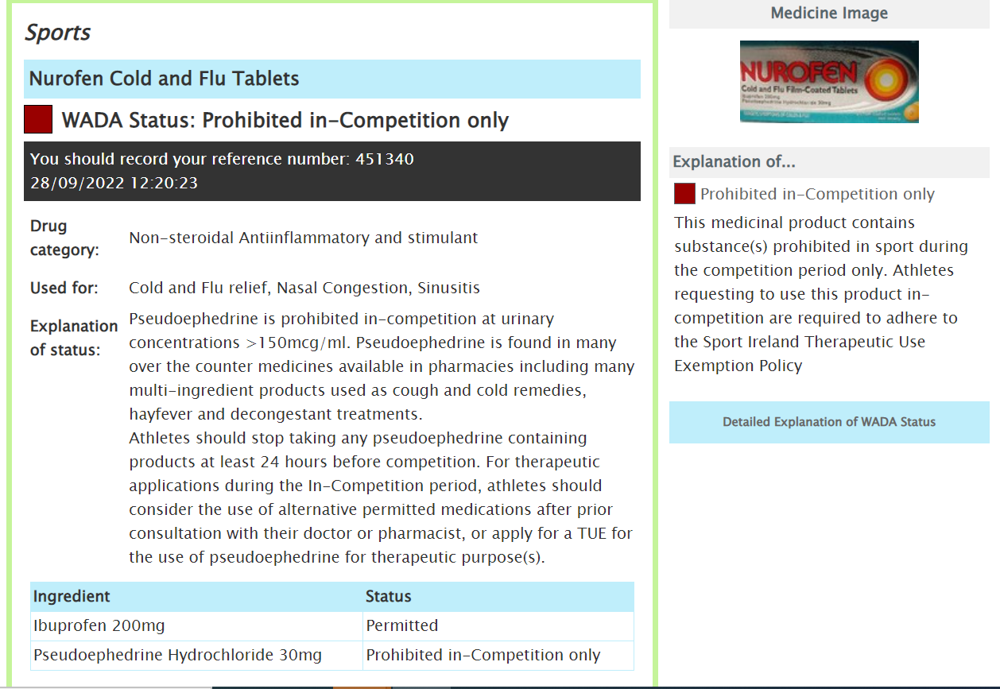 Sports
Nurofen Cold and Flu Tablets
WADA Status: Prohibited in-Competition only
You should record your reference number: 451340
28/09/2022 12:20:23
Drug
category:
Non-steroidal Antiinflammatory and stimulant
Used for:
Cold and Flu relief, Nasal Congestion, Sinusitis
Explanation
of status:
Pseudoephedrine is prohibited in-competition at urinary
concentrations >150mcg/ml. Pseudoephedrine is found in many
over the counter medicines available in pharmacies including many
multi-ingredient products used as cough and cold remedies,
hayfever and decongestant treatments.
Athletes should stop taking any pseudoephedrine containing
products at least 24 hours before competition. For therapeutic
applications during the In-Competition period, athletes should
consider the use of alternative permitted medications after prior
consultation with their doctor or pharmacist, or apply for a TUE for
the use of pseudoephedrine for therapeutic purpose(s).
Ingredient Status
Ibuprofen 200mg Permitted
Pseudoephedrine Hydrochloride 30mg Prohibited in-Competition only
Medicine Image
NUROFEN
Cold and Flu Film-Coated Tablets
Ibuprofen 200mg
Pseudoephedrine Hydrochloride 30mg
Explanation of...
Prohibited in-Competition only
This medicinal product contains
substance(s) prohibited in sport during
the competition period only. Athletes
requesting to use this product in-
competition are required to adhere to
the Sport Ireland Therapeutic Use
Exemption Policy
Detailed Explanation of WADA Status